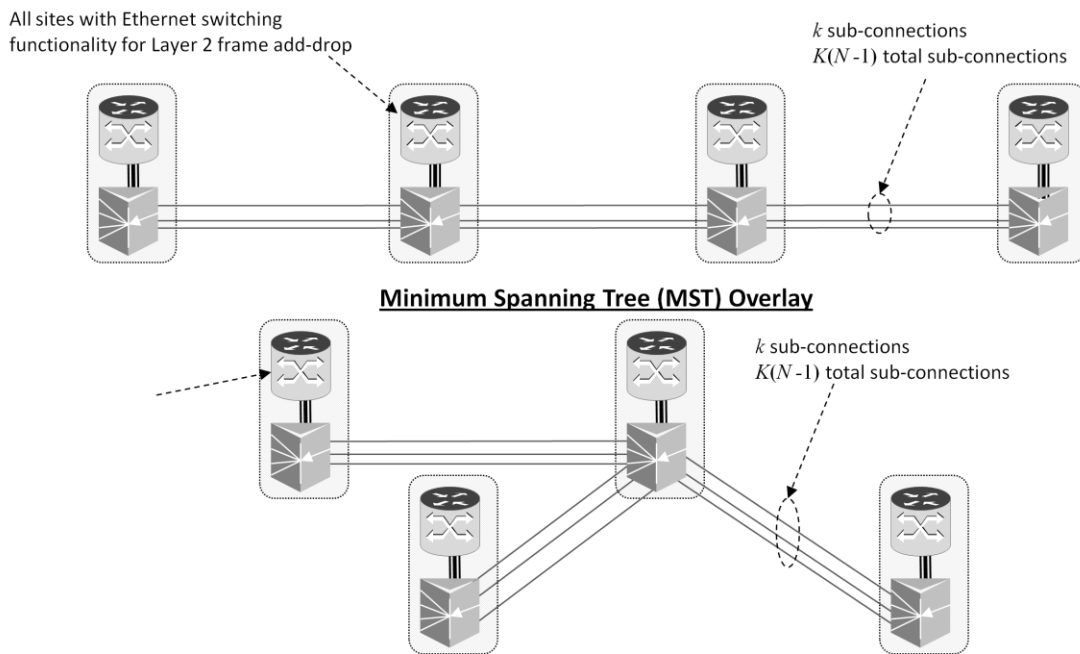 All sites with Ethernet switching
functionality for Layer 2 frame add-drop
k sub-connections
K(N-1) total sub-connections
Minimum Spanning Tree (MST) Overlay
k sub-connections
K(N-1) total sub-connections